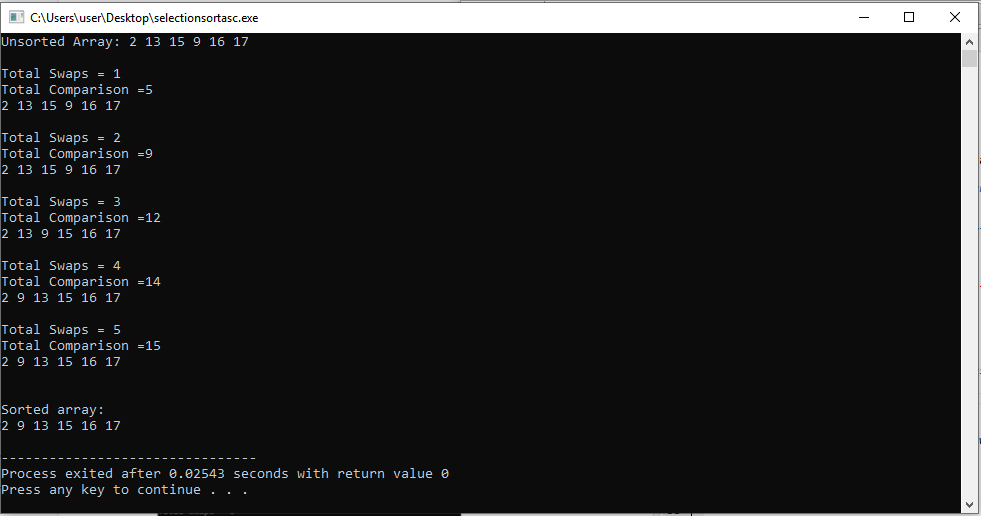 C:\Users\user\Desktop\selectionsortasc.exe
Unsorted Array: 2 13 15 9 16 17
Total Swaps = 1
Total Comparison =5
2 13 15 9 16 17
Total Swaps = 2
Total Comparison =9
2 13 15 9 16 17
Total Swaps = 3
Total Comparison =12
2 13 9 15 16 17
Total Swaps = 4
Total Comparison =14
2 9 13 15 16 17
Total Swaps = 5
Total Comparison =15
2 9 13 15 16 17
Sorted array:
2 9 13 15 16 17
--------------------------------
Process exited after 0.02543 seconds with return value 0
Press any key to continue . . .